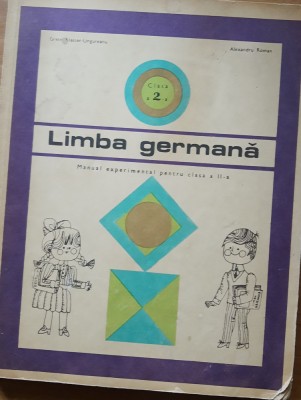 Alexandru Roman
Clasa
a 2-a
Limba germană
Manual experimental pentru clasa a II-a